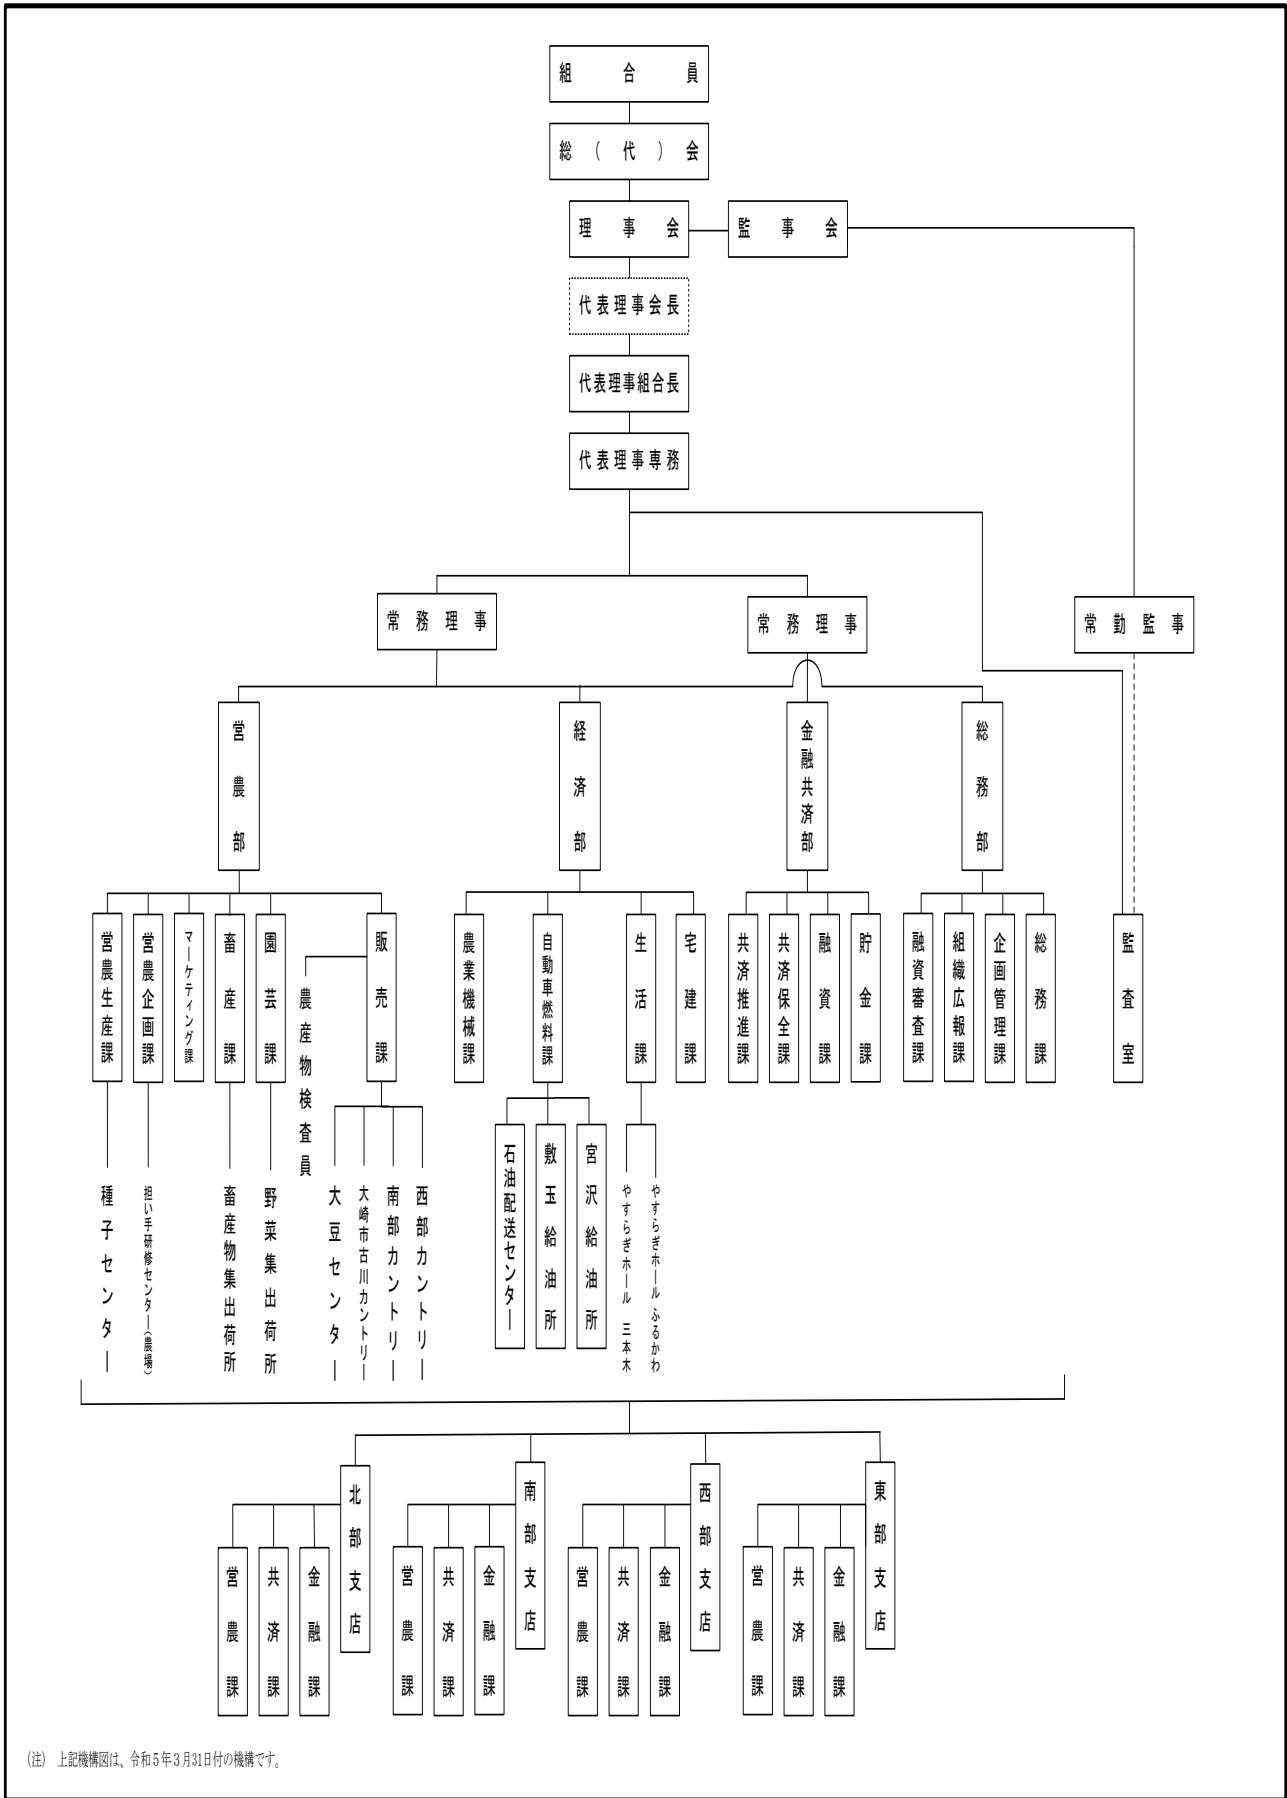 組合員
総（代）会
理事会
監事会
代表理事会長
代表理事組合長
代表理事専務
常務理事
常務理事
常勤監事
営農部
経済部
金融共済部
総務部
営農生産課
営農企画課
マーケティング課
畜産課
園芸課
農産物検査員
販売課
農業機械課
自動車燃料課
生活課
宅建課
共済推進課
共済保全課
融資課
貯金課
融資審査課
組織広報課
企画管理課
総務課
監査室
種子センター
担い手研修センター（農場）
畜産物集出荷所
野菜集出荷所
大豆センター
大崎市古川カントリー
南部カントリー
西部カントリー
石油配送センター
敷玉給油所
宮沢給油所
やすらぎホール 三本木
やすらぎホール ふるかわ
北部支店
南部支店
西部支店
東部支店
営農課
共済課
金融課
営農課
共済課
金融課
営農課
共済課
金融課
営農課
共済課
金融課
(注) 上記機構図は、令和５年３月31日付の機構です。